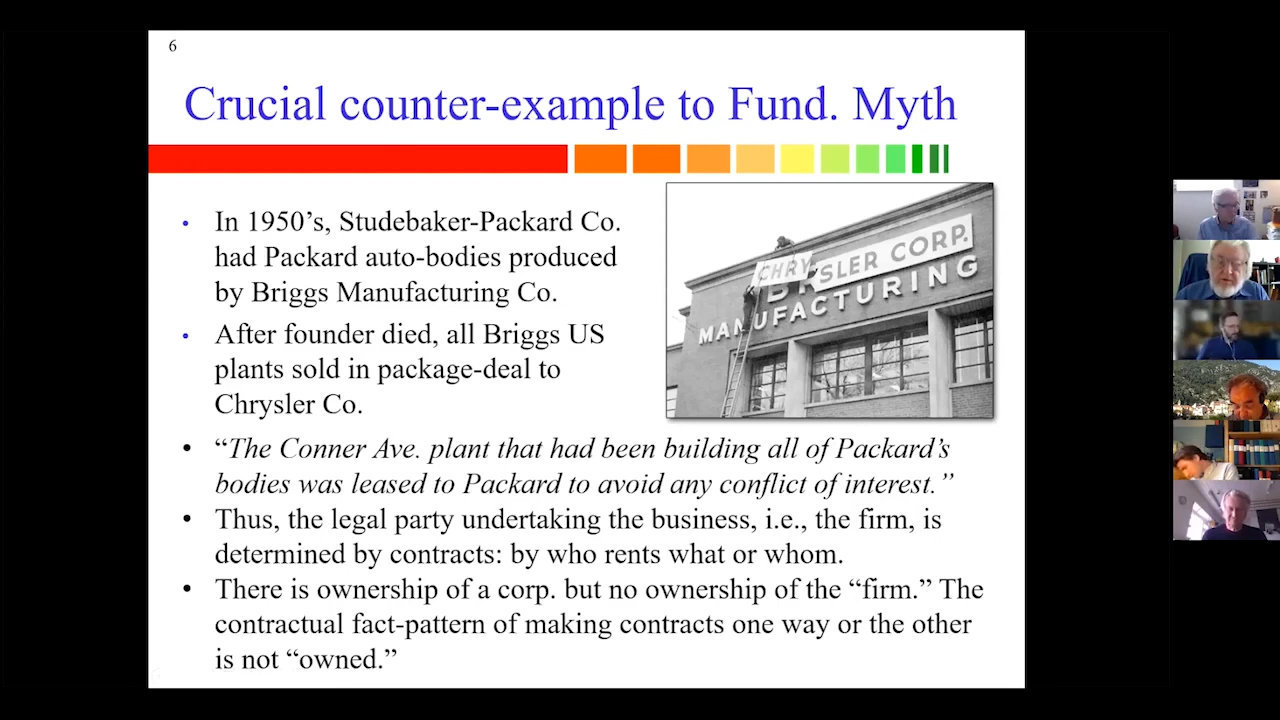 6
Crucial counter-example to Fund. Myth
• In 1950’s, Studebaker-Packard Co.
had Packard auto-bodies produced
by Briggs Manufacturing Co.
• After founder died, all Briggs US
plants sold in package-deal to
Chrysler Co.
CHRYSLER CORP.
BR
MANUFACTURING
• “The Conner Ave. plant that had been building all of Packard’s
bodies was leased to Packard to avoid any conflict of interest.”
• Thus, the legal party undertaking the business, i.e., the firm, is
determined by contracts: by who rents what or whom.
• There is ownership of a corp. but no ownership of the “firm.” The
contractual fact-pattern of making contracts one way or the other
is not “owned.”